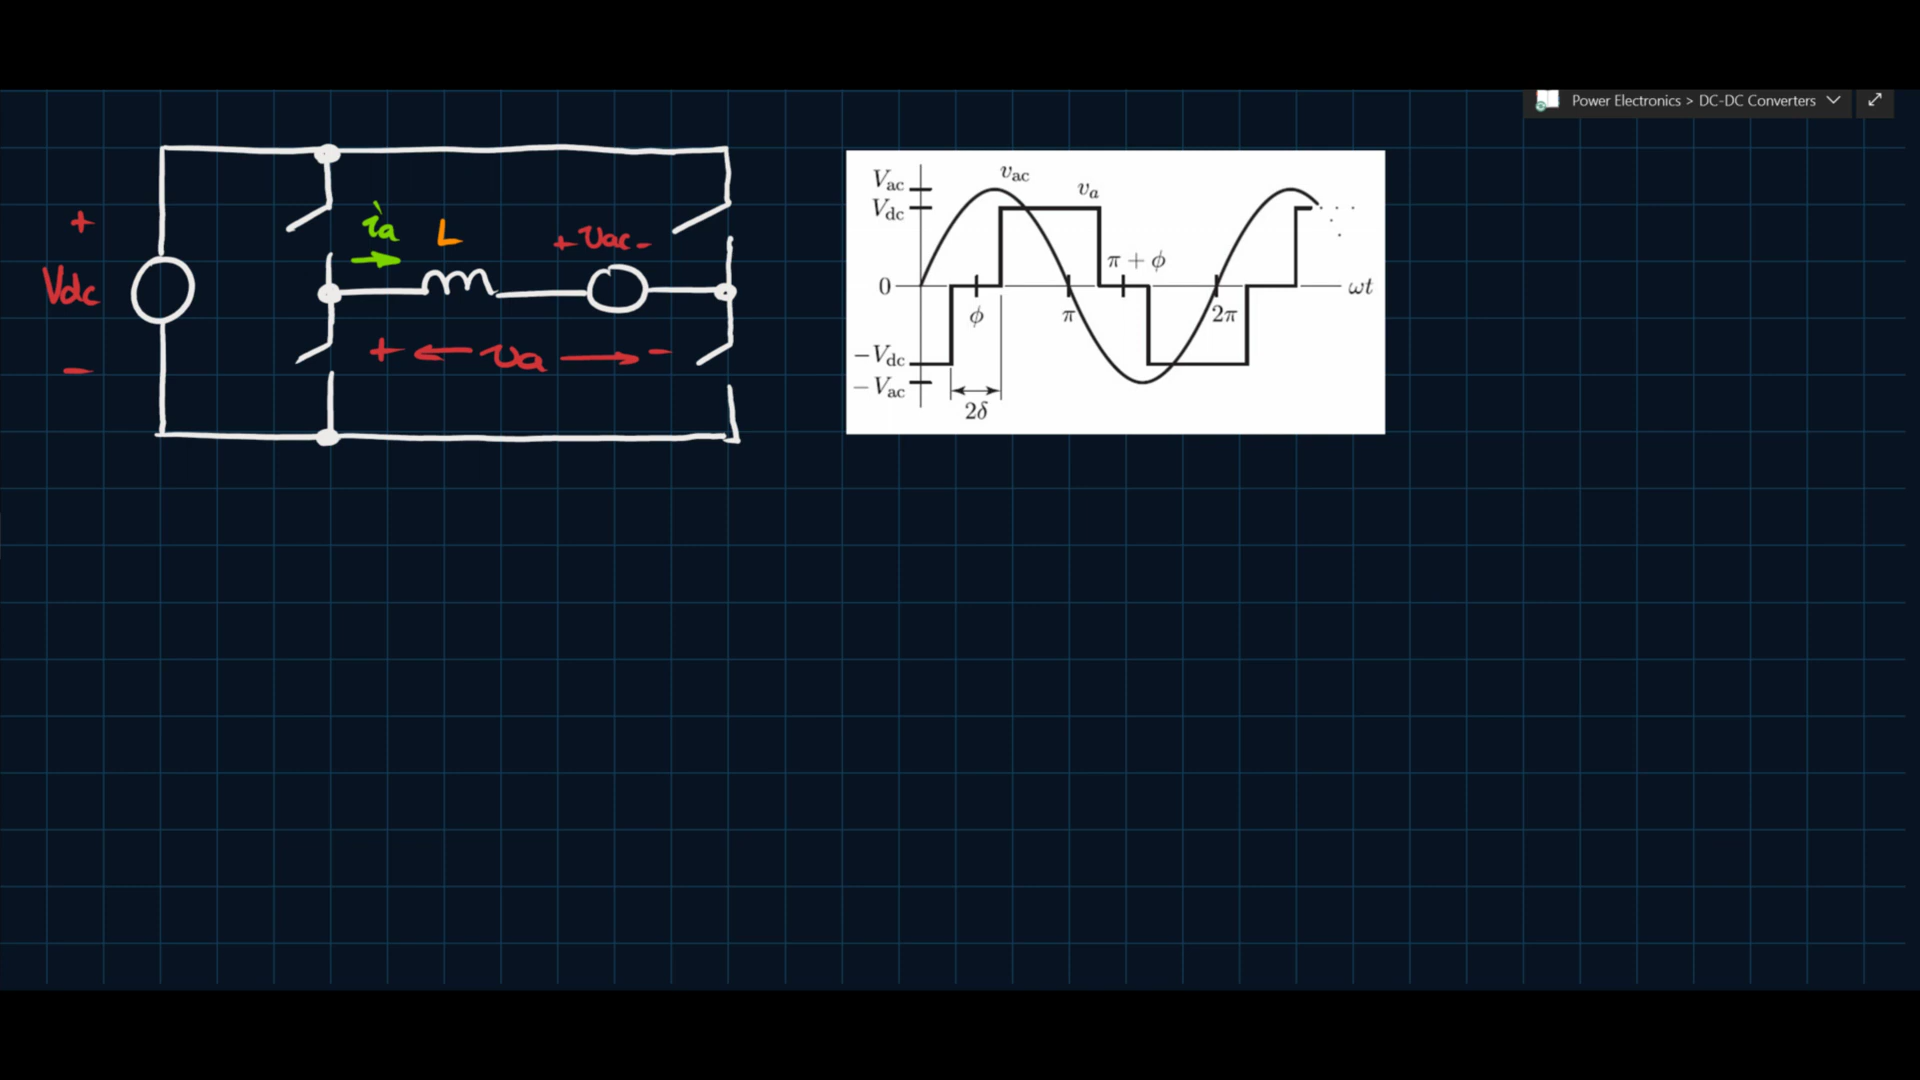 Power Electronics > DC-DC Converters
+
Vdc
−
ia
L
+ vac -
+ ← va → -
Vac
Vdc
0
−Vdc
−Vac
vac
va
ϕ
π
π + ϕ
2π
ωt
2δ